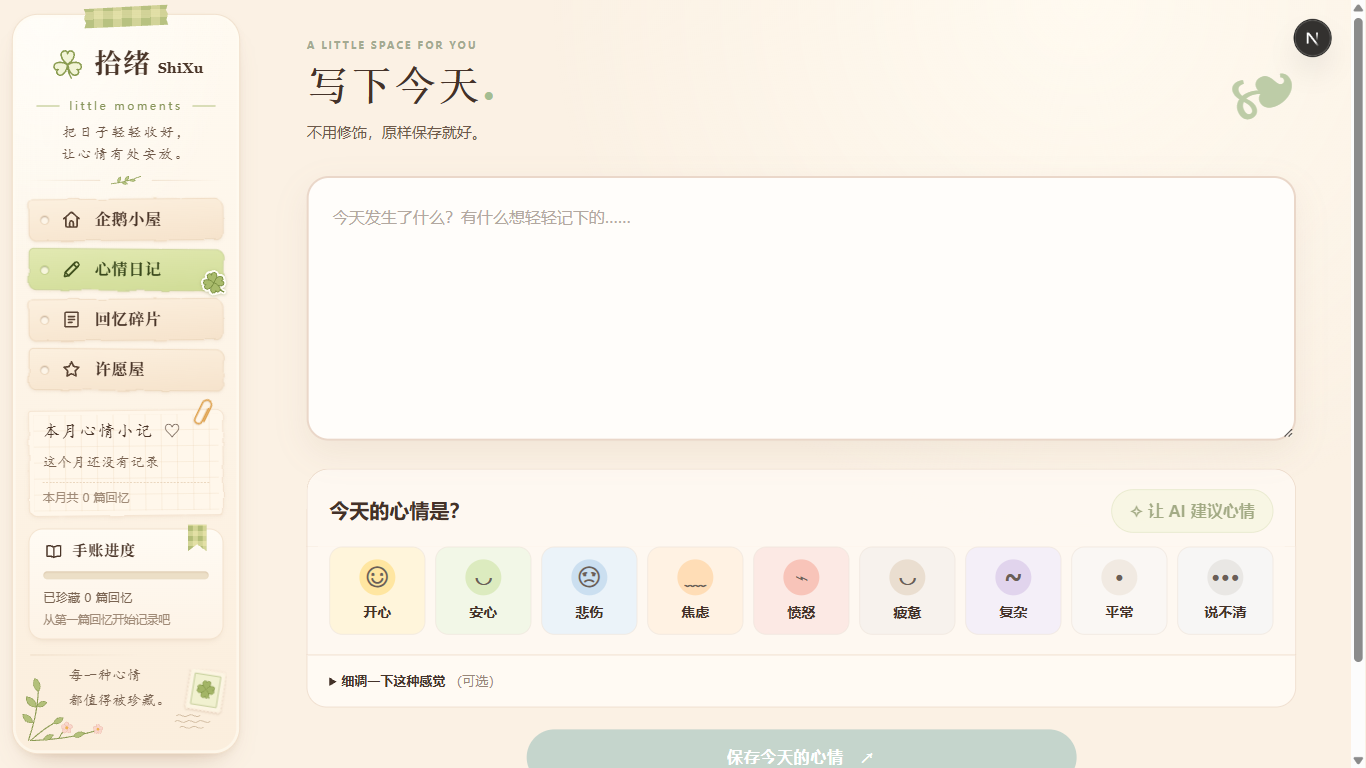 拾绪 ShiXu
little moments
把日子轻轻收好，
让心情有处安放。
企鹅小屋
心情日记
回忆碎片
许愿屋
本月心情小记 ♡
这个月还没有记录
本月共 0 篇回忆
手账进度
已珍藏 0 篇回忆
从第一篇回忆开始记录吧
每一种心情
都值得被珍藏。
A LITTLE SPACE FOR YOU
写下今天
不用修饰，原样保存就好。
N
今天发生了什么？有什么想轻轻记下的……
今天的心情是？
✧ 让 AI 建议心情
开心
安心
悲伤
焦虑
愤怒
疲惫
复杂
平常
说不清
▶ 细调一下这种感觉 （可选）
保存今天的心情 ↗